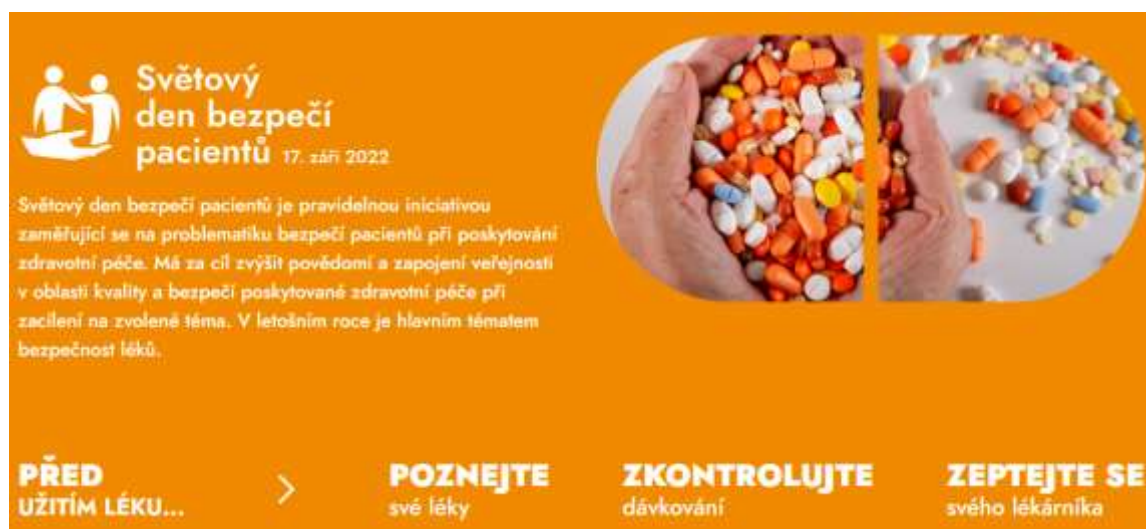 Světový
den bezpečí
pacientů 17. září 2022
Světový den bezpečí pacientů je pravidelnou iniciativou
zaměřující se na problematiku bezpečí pacientů při poskytování
zdravotní péče. Má za cíl zvýšit povědomí a zapojení veřejnosti
v oblasti kvality a bezpečí poskytované zdravotní péče při
zacílení na zvolené téma. V letošním roce je hlavním tématem
bezpečnost léků.
PŘED
UŽITÍM LÉKU...
POZNEJTE
své léky
ZKONTROLUJTE
dávkování
ZEPTEJTE SE
svého lékárníka